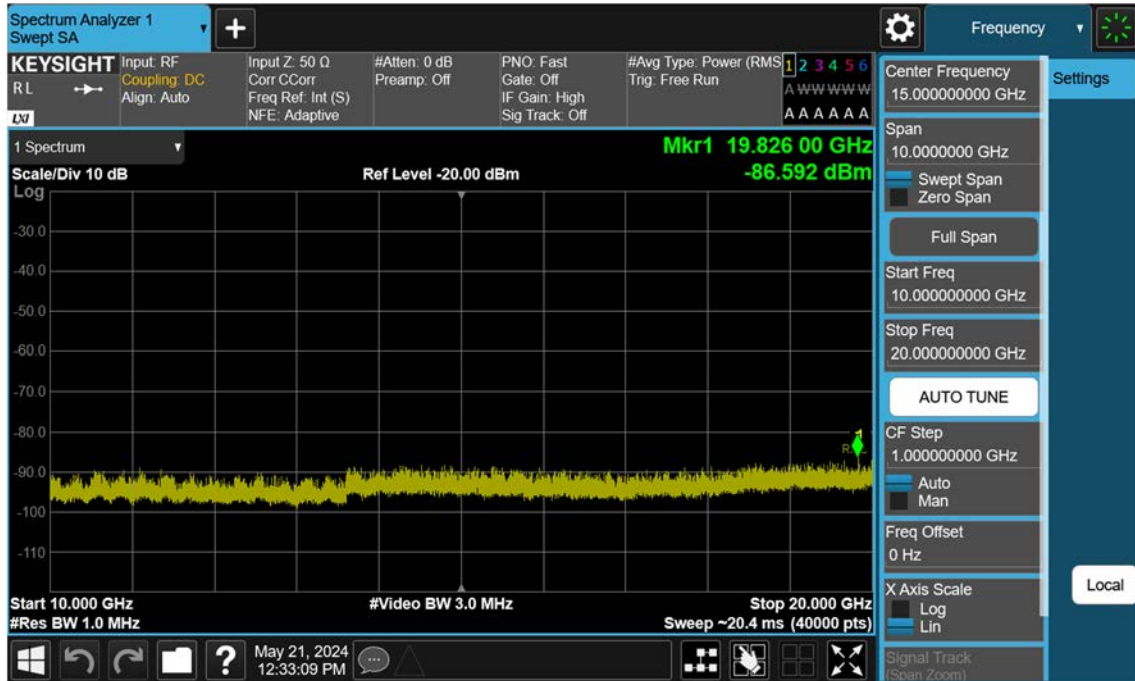 Spectrum Analyzer 1
Swept SA
+
Frequency
KEYSIGHT
R L
LXI
Input: RF
Coupling: DC
Align: Auto
Input Z: 50 Ω
Corr CCorr
Freq Ref: Int (S)
NFE: Adaptive
#Atten: 0 dB
Preamp: Off
PNO: Fast
Gate: Off
IF Gain: High
Sig Track: Off
#Avg Type: Power (RMS
Trig: Free Run
1 2 3 4 5 6
A W W W W W
A A A A A A
1 Spectrum
Mkr1 19.826 00 GHz
Scale/Div 10 dB
Ref Level -20.00 dBm
-86.592 dBm
Log
-30.0
-40.0
-50.0
-60.0
-70.0
-80.0
-90.0
-100
-110
1
Start 10.000 GHz
#Video BW 3.0 MHz
Stop 20.000 GHz
#Res BW 1.0 MHz
Sweep ~20.4 ms (40000 pts)
?
May 21, 2024
12:33:09 PM
Center Frequency
15.000000000 GHz
Settings
Span
10.0000000 GHz
Swept Span
Zero Span
Full Span
Start Freq
10.000000000 GHz
Stop Freq
20.000000000 GHz
AUTO TUNE
CF Step
1.000000000 GHz
Auto
Man
Freq Offset
0 Hz
X Axis Scale
Log
Lin
Local
Signal Track
(Span Zoom)